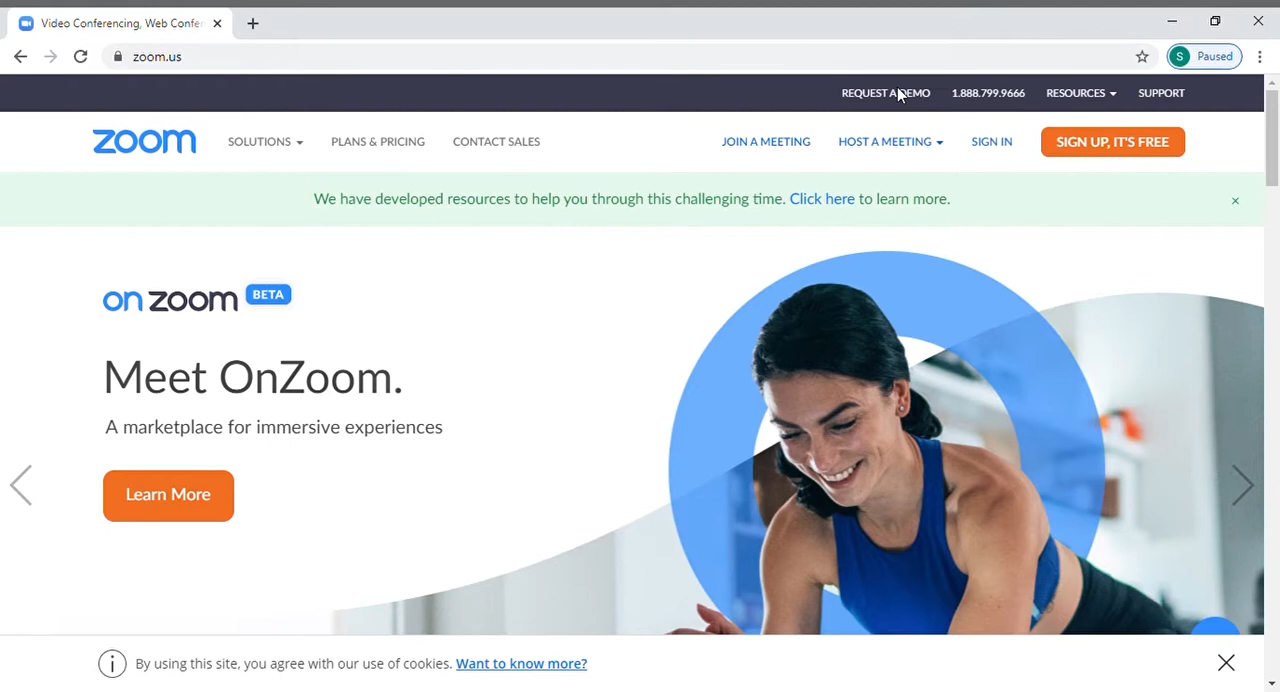 Video Conferencing, Web Confer
zoom.us
S Paused
REQUEST A DEMO 1.888.799.9666 RESOURCES SUPPORT
zoom SOLUTIONS PLANS & PRICING CONTACT SALES JOIN A MEETING HOST A MEETING SIGN IN SIGN UP, IT'S FREE
We have developed resources to help you through this challenging time. Click here to learn more.
on zoom BETA
Meet OnZoom.
A marketplace for immersive experiences
Learn More
By using this site, you agree with our use of cookies. Want to know more?